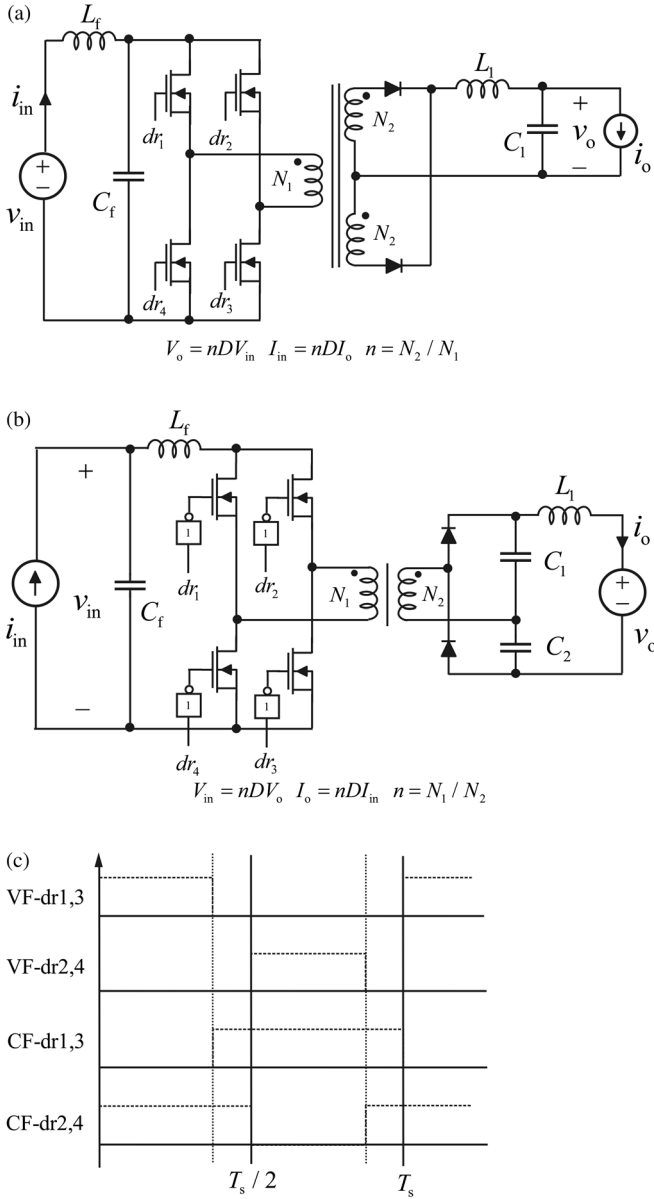 (a)
L_f
i_in
v_in
C_f
dr_1
dr_2
dr_4
dr_3
N_1
N_2
N_2
L_1
C_1
+
v_o
−
i_o
+
−
V_o = nDV_in I_in = nDI_o n = N_2 / N_1
(b)
L_f
+
v_in
−
i_in
C_f
1
1
dr_1
dr_2
1
1
dr_4
dr_3
N_1
N_2
L_1
C_1
C_2
i_o
+
−
v_o
V_in = nDV_o I_o = nDI_in n = N_1 / N_2
(c)
VF-dr1,3
VF-dr2,4
CF-dr1,3
CF-dr2,4
T_s / 2
T_s